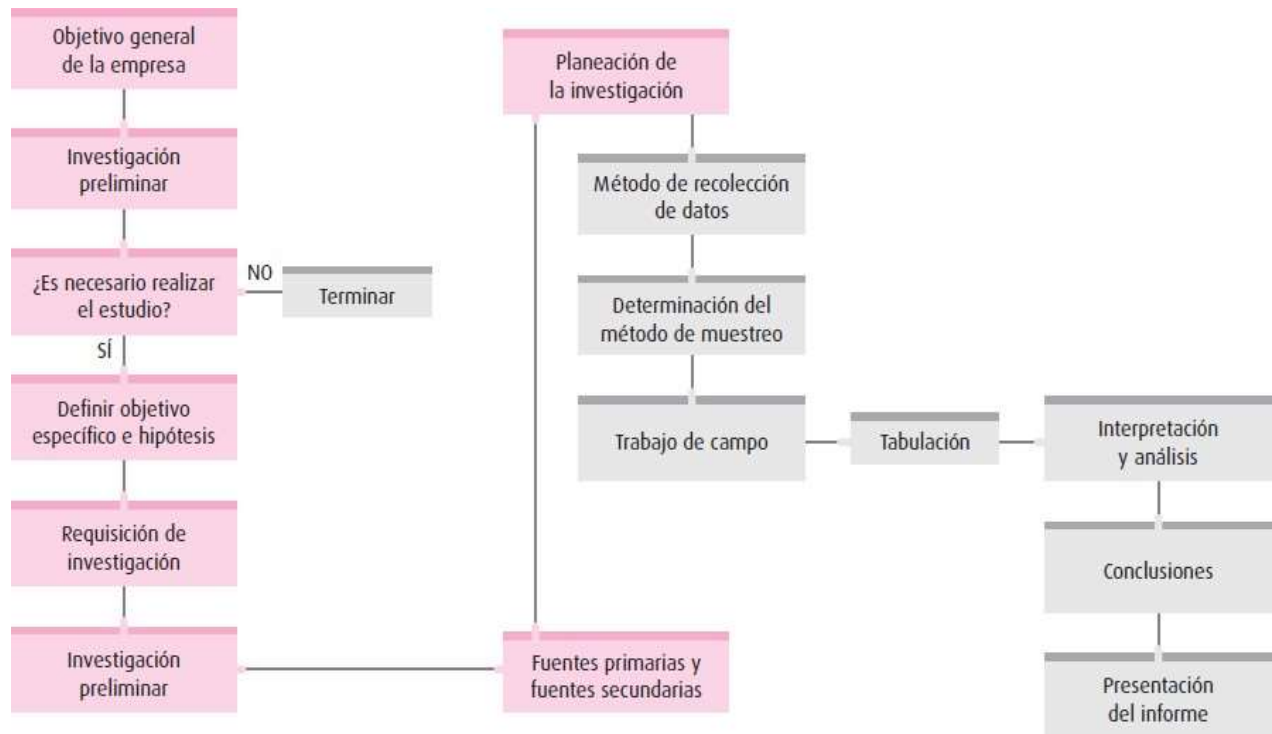 Objetivo general
de la empresa
Investigación
preliminar
¿Es necesario realizar
el estudio?
NO
Terminar
SÍ
Definir objetivo
específico e hipótesis
Requisición de
investigación
Investigación
preliminar
Fuentes primarias y
fuentes secundarias
Planeación de
la investigación
Método de recolección
de datos
Determinación del
método de muestreo
Trabajo de campo
Tabulación
Interpretación
y análisis
Conclusiones
Presentación
del informe